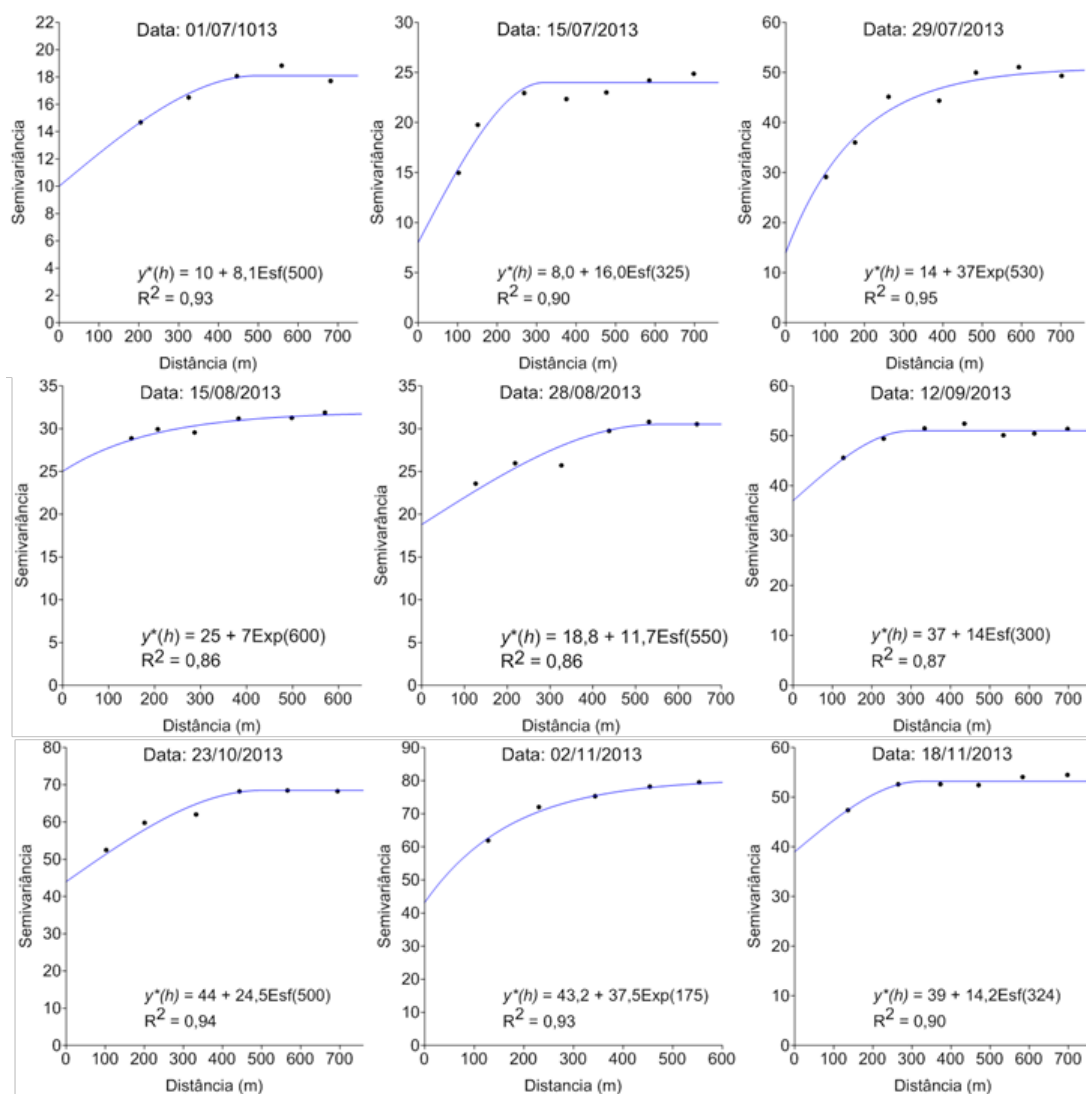 Data: 01/07/1013
22
20
18
16
14
12
10
8
6
4
2
0
Semivariância
y*(h) = 10 + 8,1Esf(500)
R2 = 0,93
0 100 200 300 400 500 600 700
Distância (m)
Data: 15/07/2013
30
25
20
15
10
5
0
Semivariância
y*(h) = 8,0 + 16,0Esf(325)
R2 = 0,90
0 100 200 300 400 500 600 700
Distância (m)
Data: 29/07/2013
60
50
40
30
20
10
0
Semivariância
y*(h) = 14 + 37Exp(530)
R2 = 0,95
0 100 200 300 400 500 600 700
Distância (m)
Data: 15/08/2013
35
30
25
20
15
10
5
0
Semivariância
y*(h) = 25 + 7Exp(600)
R2 = 0,86
0 100 200 300 400 500 600
Distância (m)
Data: 28/08/2013
35
30
25
20
15
10
5
0
Semivariância
y*(h) = 18,8 + 11,7Esf(550)
R2 = 0,86
0 100 200 300 400 500 600 700
Distância (m)
Data: 12/09/2013
60
50
40
30
20
10
0
Semivariância
y*(h) = 37 + 14Esf(300)
R2 = 0,87
0 100 200 300 400 500 600 700
Distância (m)
Data: 23/10/2013
80
70
60
50
40
30
20
10
0
Semivariância
y*(h) = 44 + 24,5Esf(500)
R2 = 0,94
0 100 200 300 400 500 600 700
Distância (m)
Data: 02/11/2013
90
80
70
60
50
40
30
20
10
0
Semivariância
y*(h) = 43,2 + 37,5Exp(175)
R2 = 0,93
0 100 200 300 400 500 600
Distancia (m)
Data: 18/11/2013
60
50
40
30
20
10
0
Semivariância
y*(h) = 39 + 14,2Esf(324)
R2 = 0,90
0 100 200 300 400 500 600 700
Distância (m)